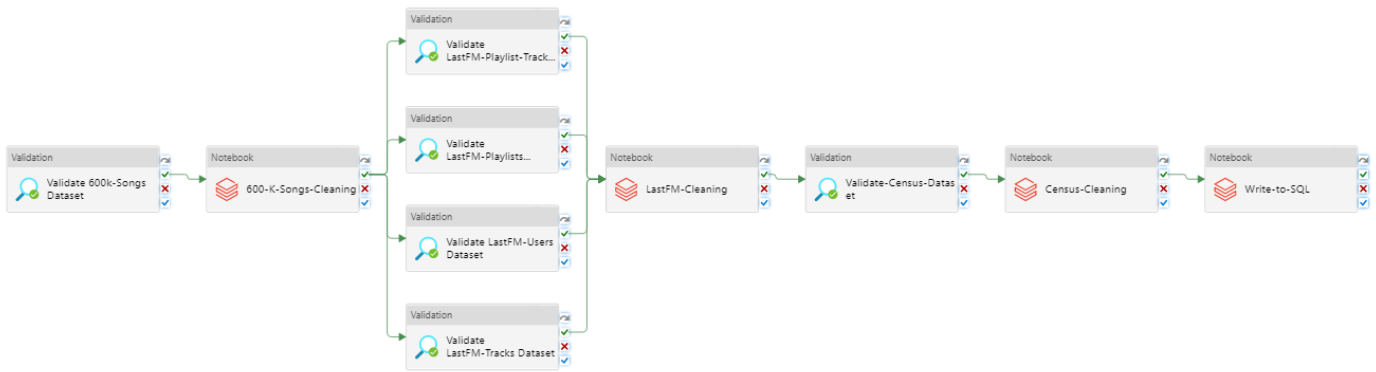 Validation
Validate 600k-Songs
Dataset
Notebook
600-K-Songs-Cleaning
Validation
Validate
LastFM-Playlist-Track...
Validation
Validate
LastFM-Playlists...
Validation
Validate LastFM-Users
Dataset
Validation
Validate
LastFM-Tracks Dataset
Notebook
LastFM-Cleaning
Validation
Validate-Census-Datas
et
Notebook
Census-Cleaning
Notebook
Write-to-SQL